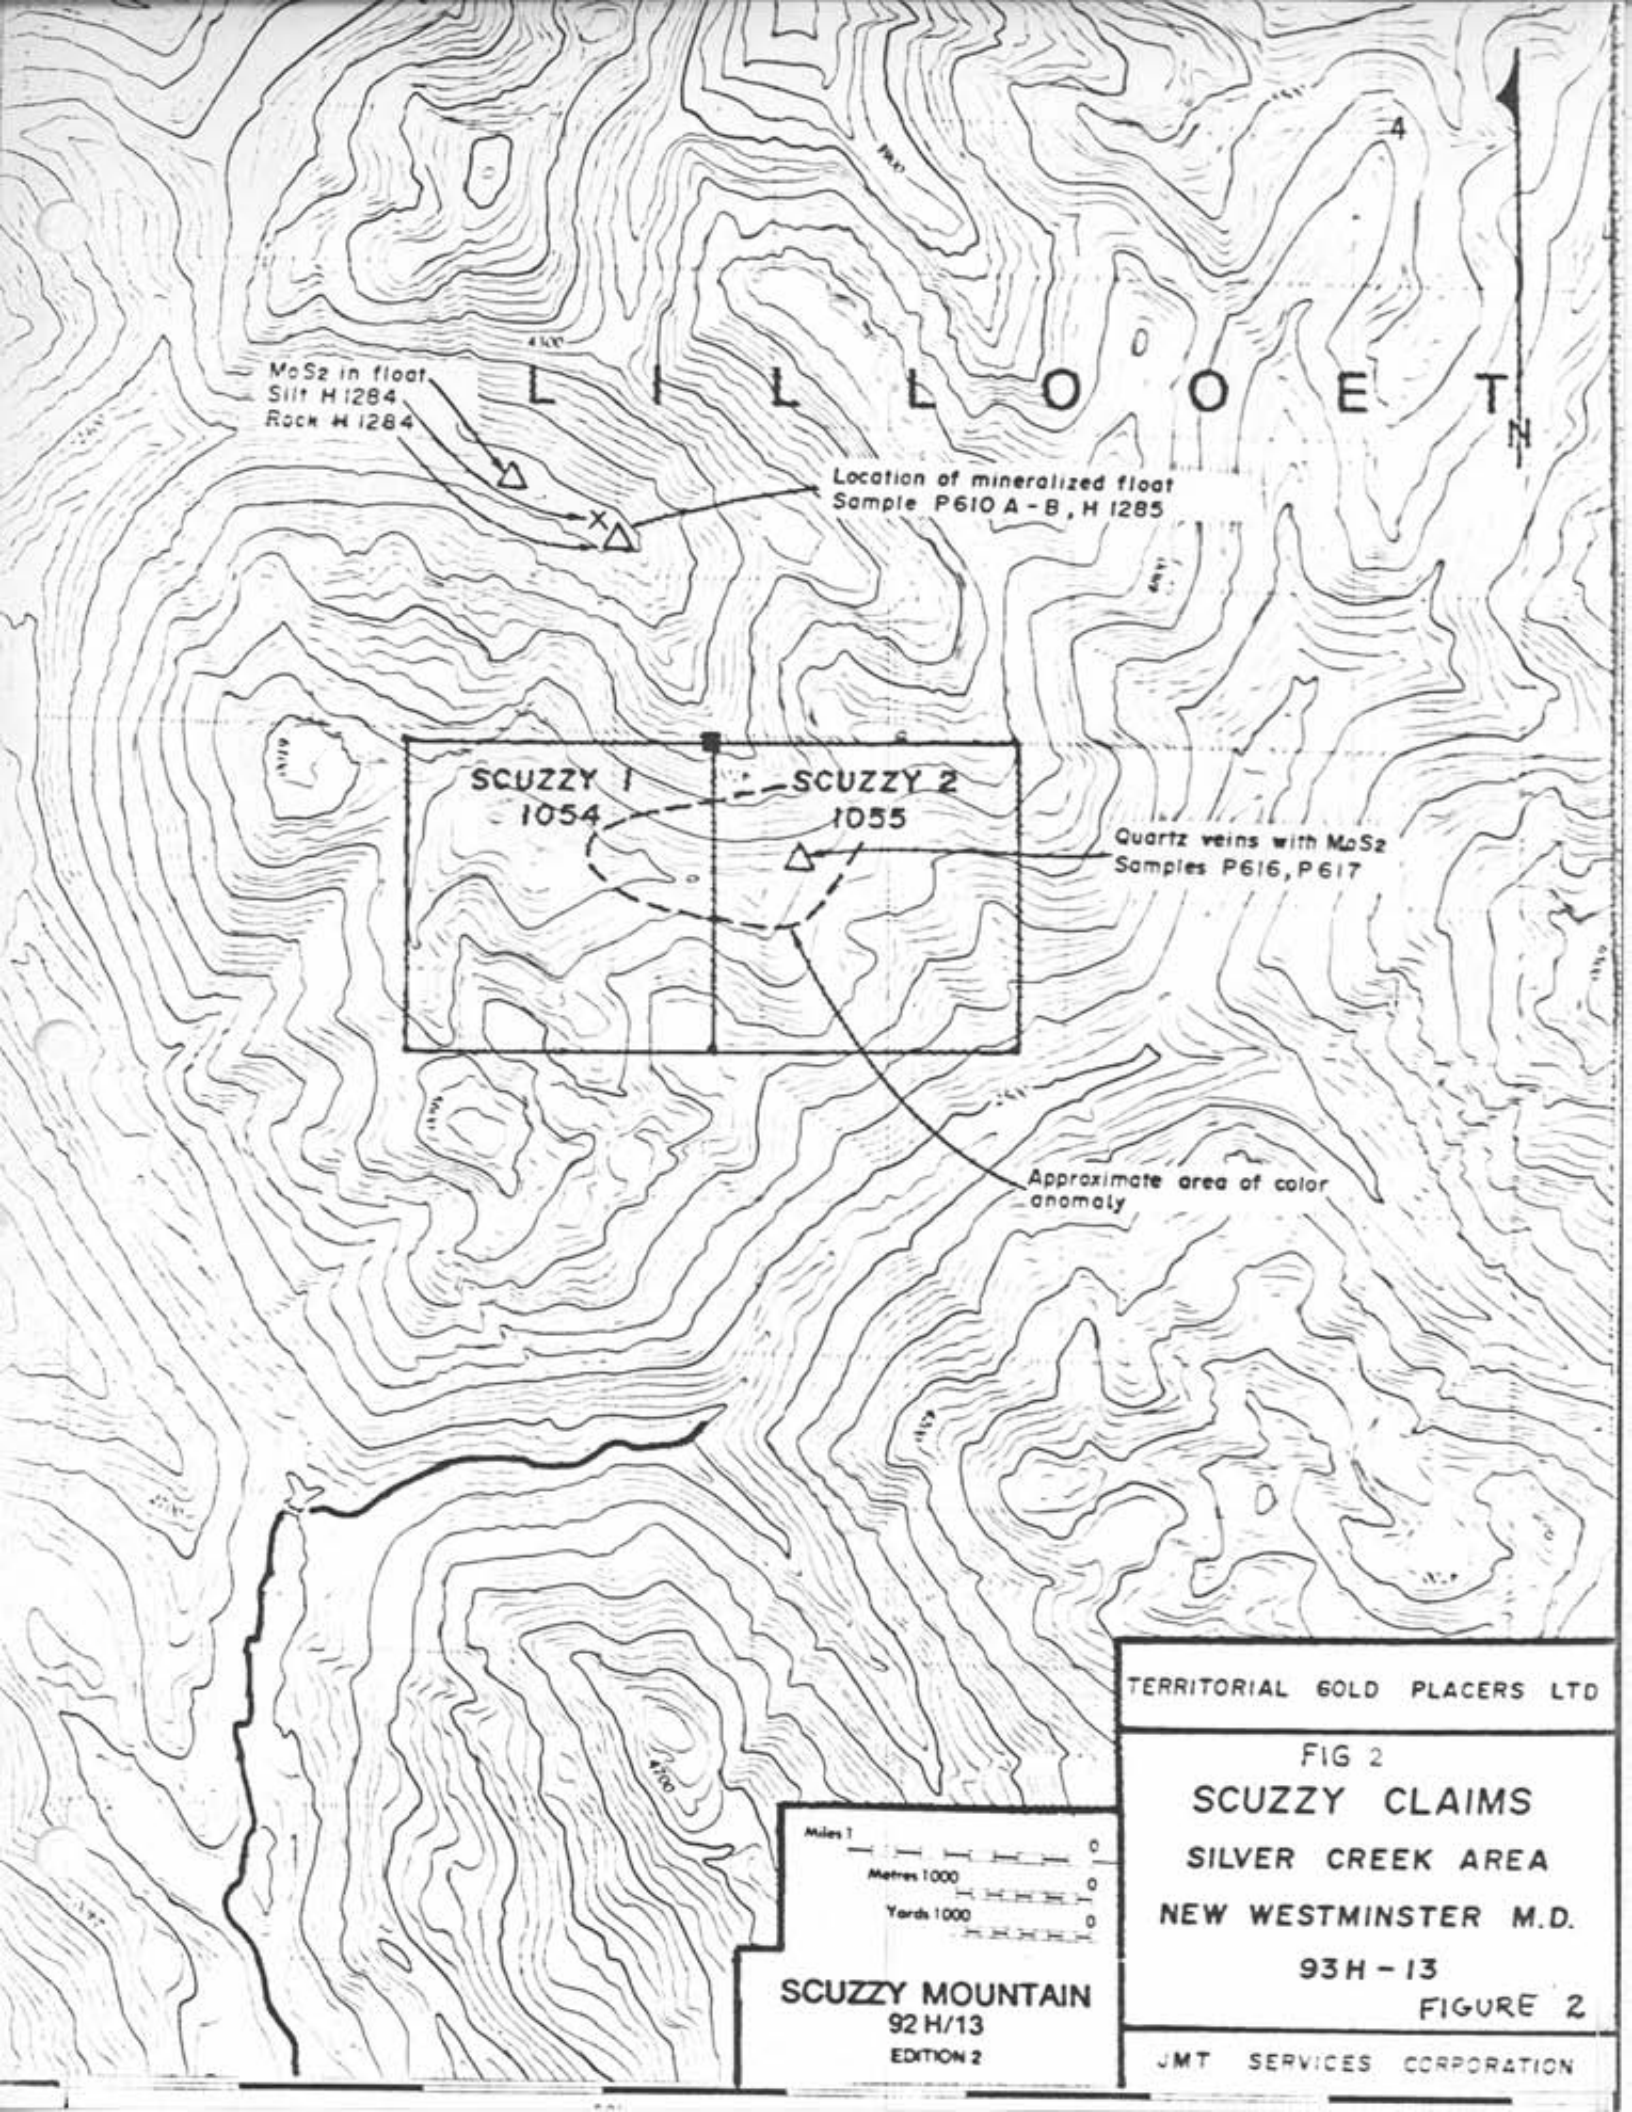 4
L I L L O O E T
N
MoS2 in float
Silt H 1284
Rock H 1284
Location of mineralized float
Sample P610 A - B, H 1285
SCUZZY 1
1054
SCUZZY 2
1055
Quartz veins with MoS2
Samples P616, P617
Approximate area of color
anomaly
4700
TERRITORIAL GOLD PLACERS LTD
FIG 2
SCUZZY CLAIMS
SILVER CREEK AREA
NEW WESTMINSTER M.D.
93H - 13
FIGURE 2
JMT SERVICES CORPORATION
Miles 1 0
Metres 1000 0
Yards 1000 0
SCUZZY MOUNTAIN
92 H/13
EDITION 2